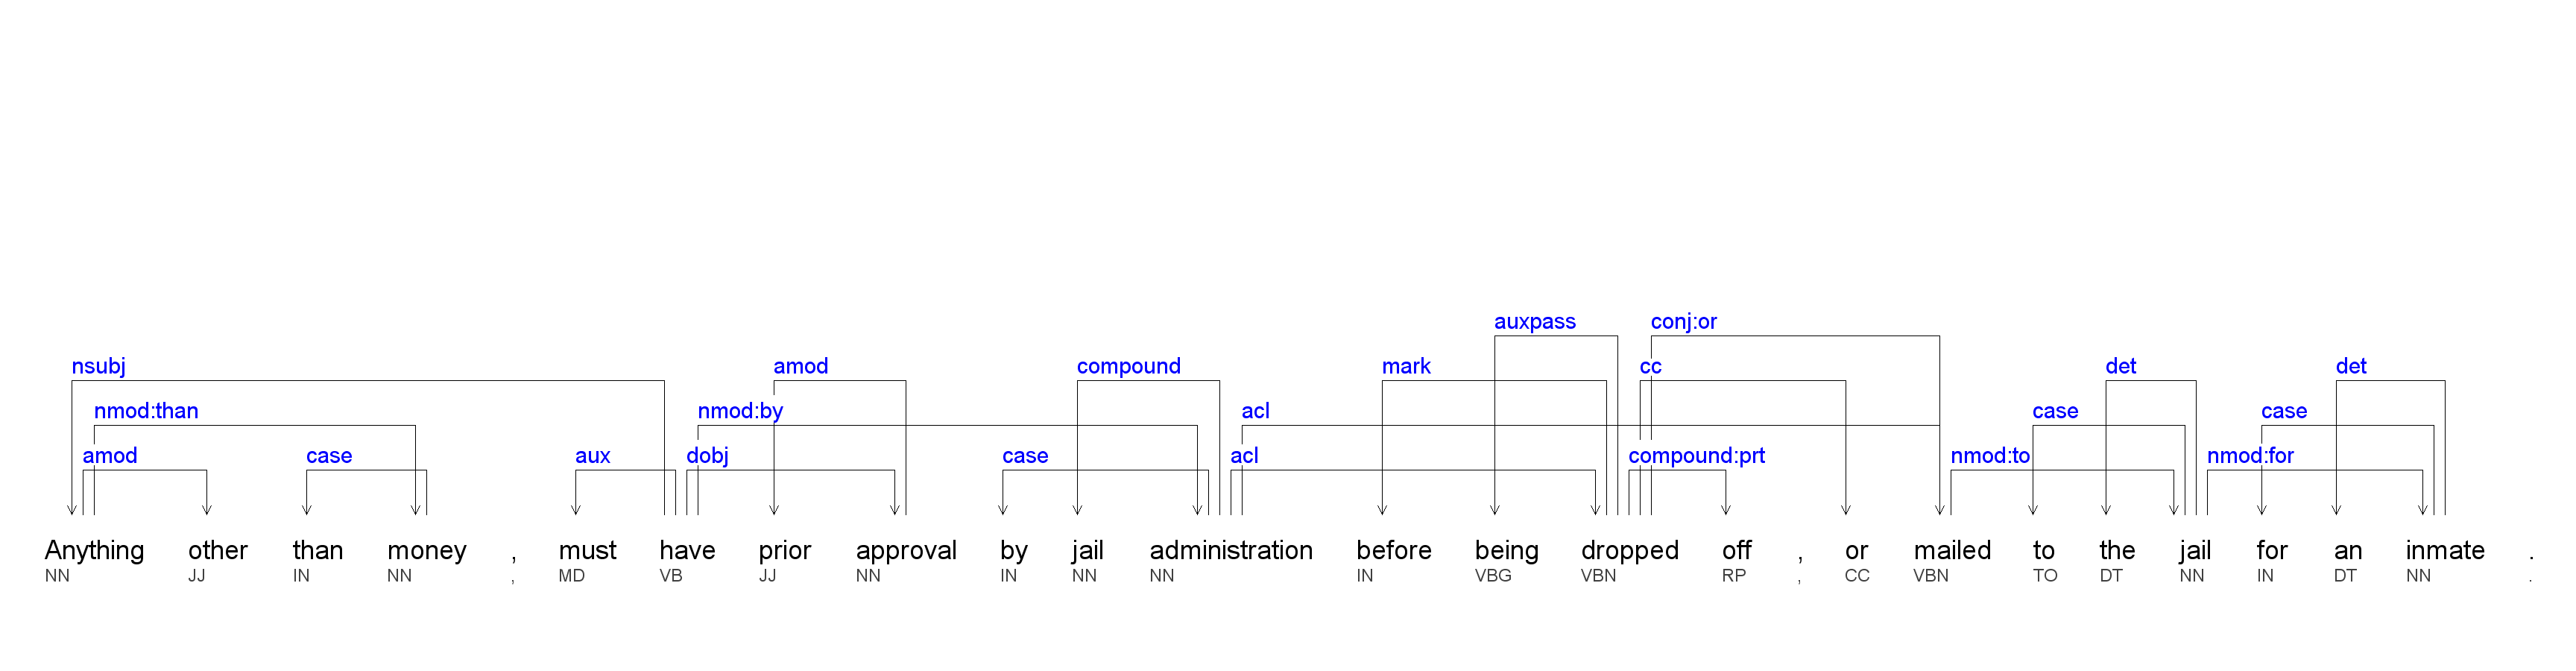 auxpass conj:or
nsubj amod compound mark cc det det
nmod:than nmod:by acl case case
amod case aux dobj case acl compound:prt nmod:to nmod:for
Anything other than money , must have prior approval by jail administration before being dropped off , or mailed to the jail for an inmate .
NN JJ IN NN , MD VB JJ NN IN NN NN IN VBG VBN RP , CC VBN TO DT NN IN DT NN .